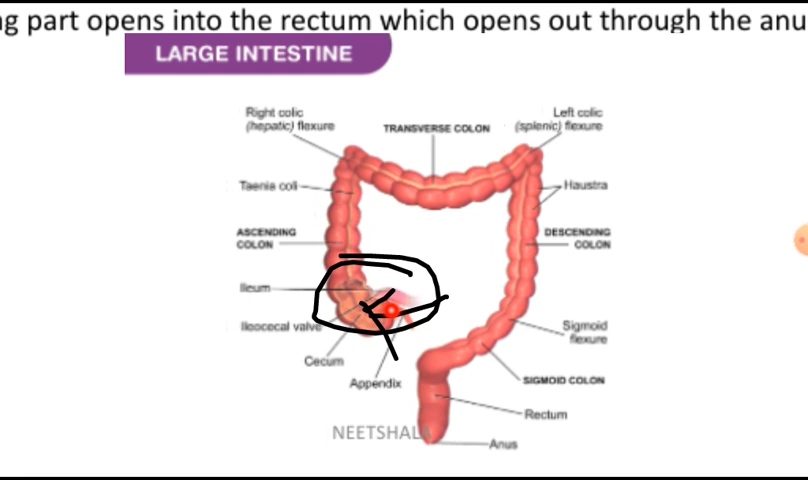 ng part opens into the rectum which opens out through the anu
LARGE INTESTINE
Right colic
(hepatic) flexure
TRANSVERSE COLON
Left colic
(splenic) flexure
Taenia coli
Haustra
ASCENDING
COLON
DESCENDING
COLON
Ileum
Ileocecal valve
Sigmoid
flexure
Cecum
Appendix
SIGMOID COLON
Rectum
NEETSHALA
Anus